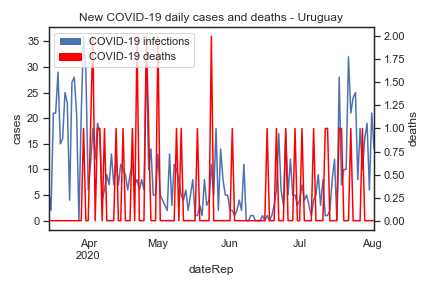 New COVID-19 daily cases and deaths - Uruguay
COVID-19 infections
COVID-19 deaths
35
30
25
20
15
10
5
0
cases
2.00
1.75
1.50
1.25
1.00
0.75
0.50
0.25
0.00
deaths
Apr
2020
May
Jun
Jul
Aug
dateRep